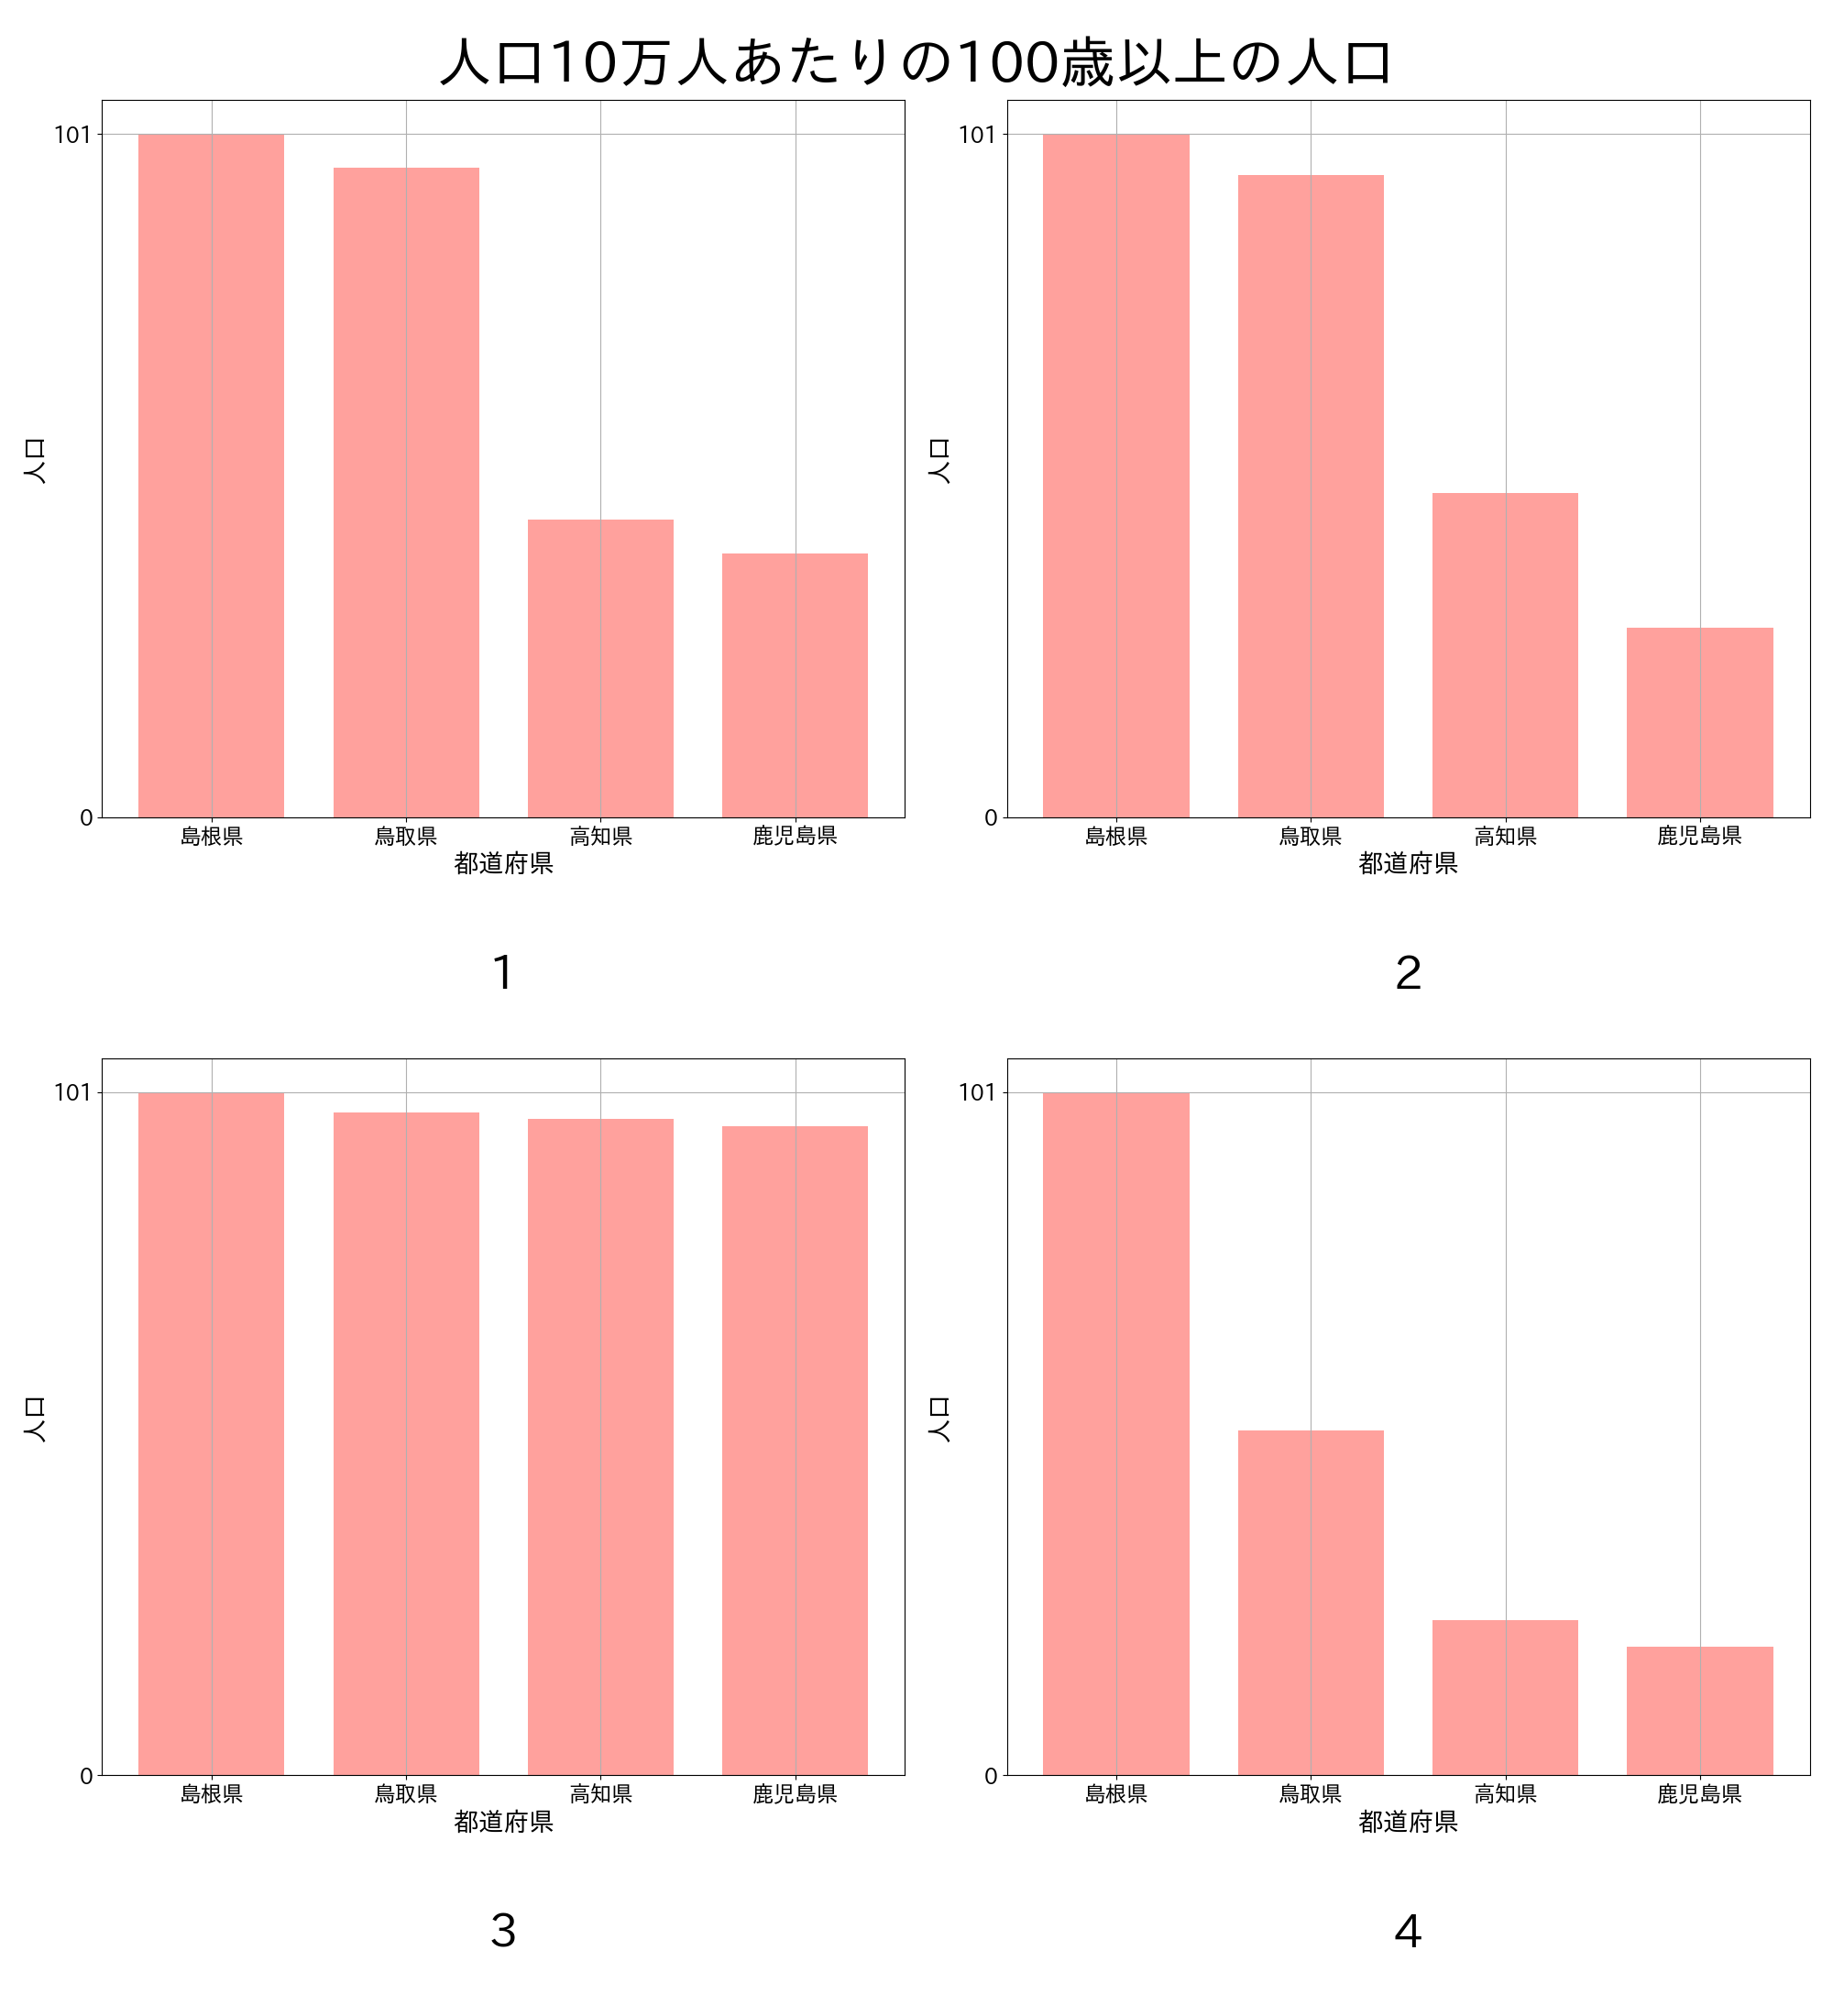 人口10万人あたりの100歳以上の人口
101
0
人口
島根県 鳥取県 高知県 鹿児島県
都道府県
1
101
0
人口
島根県 鳥取県 高知県 鹿児島県
都道府県
2
101
0
人口
島根県 鳥取県 高知県 鹿児島県
都道府県
3
101
0
人口
島根県 鳥取県 高知県 鹿児島県
都道府県
4